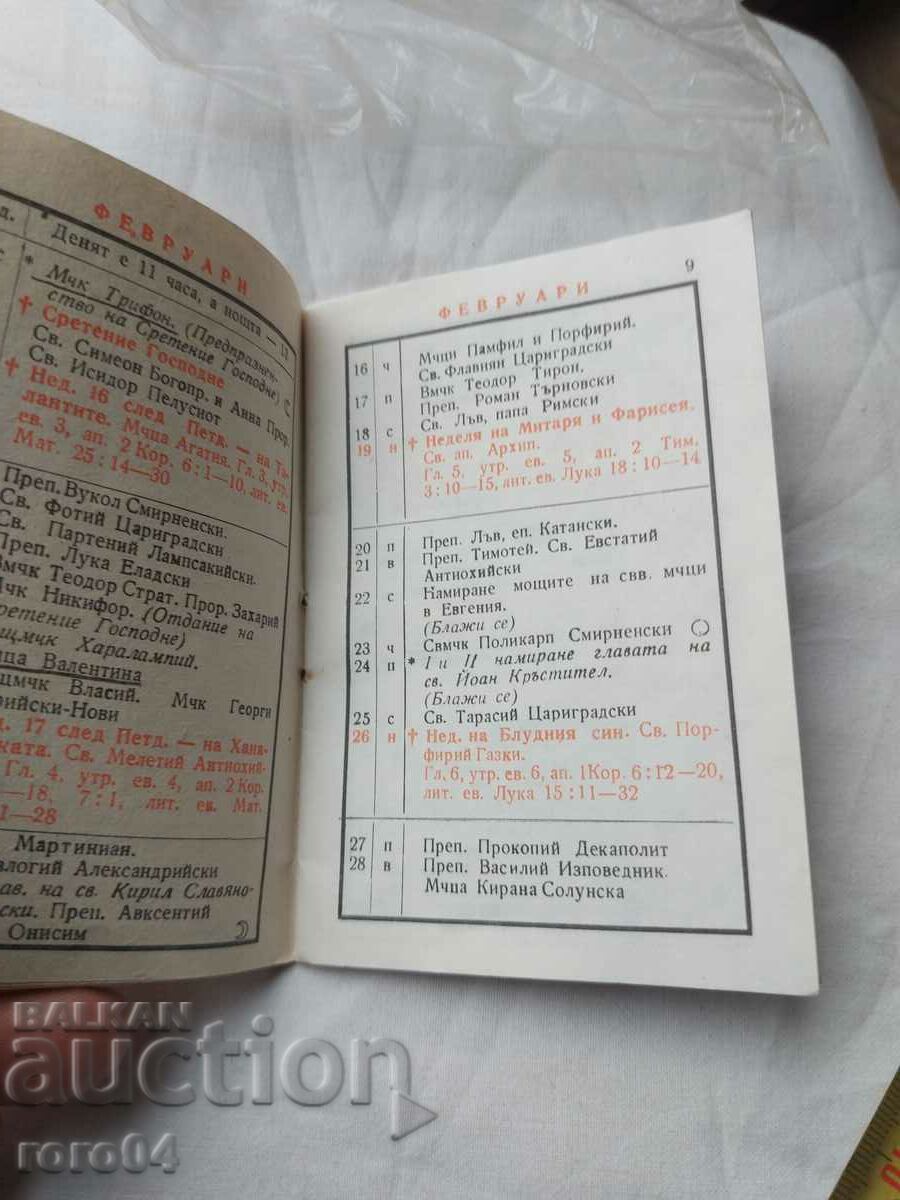 ФЕВРУАРИ
д. Денят е 11 часа, а нощта — 13
* Мчк Трифон. (Предпразнен-
ство на Сретение Господне)
† Сретение Господне
Св. Симеон Богопр. и Анна Прор.
Св. Исидор Пелусиот
† Нед. 16 след Петд. — на Та-
лантите. Мчца Агатия. Гл. 3, утр.
ев. 3, ап. 2 Кор. 6:1—10, лит. ев.
Мат. 25:14—30
Преп. Вукол Смирненски.
Св. Фотий Цариградски
Св. Партений Лампсакийски.
Преп. Лука Еладски
Вмчк Теодор Страт. Прор. Захарий
Мчк Никифор. (Отдание на
Сретение Господне)
Свщмчк Харалампий.
Мчца Валентина
Свщмчк Власий. Мчк Георги
рийски-Нови
д. 17 след Петд. — на Хана-
ката. Св. Мелетий Антиохий-
Гл. 4, утр. ев. 4, ап. 2 Кор.
—18, 7:1, лит. ев. Мат.
1—28
Мартиниан.
влогий Александрийски
ав. на св. Кирил Славяно-
ски. Преп. Авксентий
Онисим
9
ФЕВРУАРИ
16 ч Мчци Памфил и Порфирий.
Св. Флавиян Цариградски
17 п Вмчк Теодор Тирон.
Преп. Роман Търновски
18 с Св. Лъв, папа Римски
19 н † Неделя на Митаря и Фарисея.
Св. ап. Архип.
Гл. 5, утр. ев. 5, ап. 2 Тим.
3:10—15, лит. ев. Лука 18:10—14
20 п Преп. Лъв, еп. Катански.
21 в Преп. Тимотей. Св. Евстатий
Антиохийски
22 с Намиране мощите на свв. мчци
в Евгения.
(Блажи се)
23 ч Свмчк Поликарп Смирненски
24 п * I и II намиране главата на
св. Йоан Кръстител.
(Блажи се)
25 с Св. Тарасий Цариградски
26 н † Нед. на Блудния син. Св. Пор-
фирий Газки.
Гл. 6, утр. ев. 6, ап. 1 Кор. 6:12—20,
лит. ев. Лука 15:11—32
27 п Преп. Прокопий Декаполит
28 в Преп. Василий Изповедник.
Мчца Кирана Солунска
BALKAN
auction
roro04